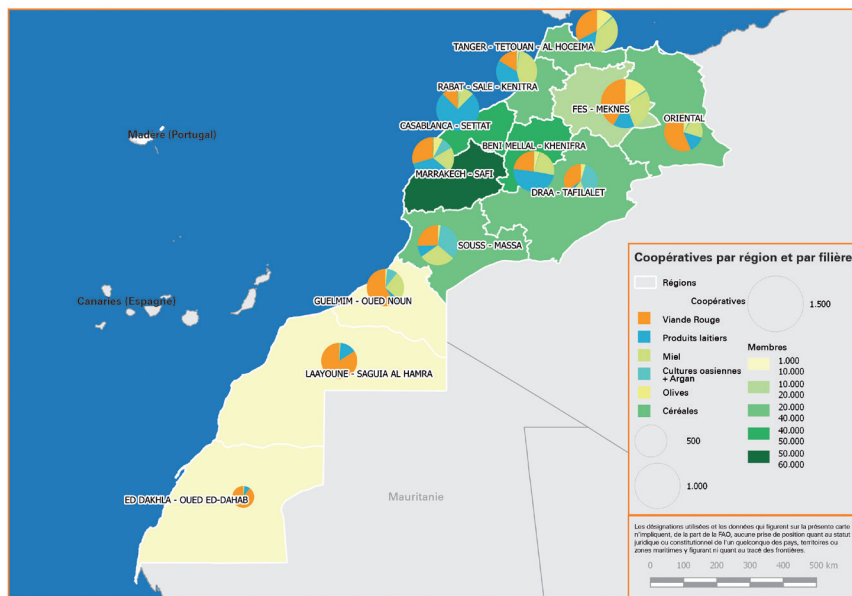 TANGER - TETOUAN - AL HOCEIMA
RABAT - SALE - KENITRA
FES - MEKNES
ORIENTAL
CASABLANCA - SETTAT
Madère (Portugal)
BENI MELLAL - KHENIFRA
MARRAKECH - SAFI
DRAA - TAFILALET
SOUSS - MASSA
Canaries (Espagne)
GUELMIM - OUED NOUN
LAAYOUNE - SAGUIA AL HAMRA
ED DAKHLA - OUED ED-DAHAB
Mauritanie
Coopératives par région et par filière
Régions
Coopératives
1.500
Viande Rouge
Produits laitiers
Miel
Cultures oasiennes
+ Argan
Olives
Céréales
500
1.000
Membres
1.000
10.000
10.000
20.000
20.000
40.000
40.000
50.000
50.000
60.000
Les désignations utilisées et les données qui figurent sur la présente carte
n'impliquent, de la part de la FAO, aucune prise de position quant au statut
juridique ou constitutionnel de l'un quelconque des pays, territoires ou
zones maritimes y figurant ni quant au tracé des frontières.
0 100 200 300 400 500 km